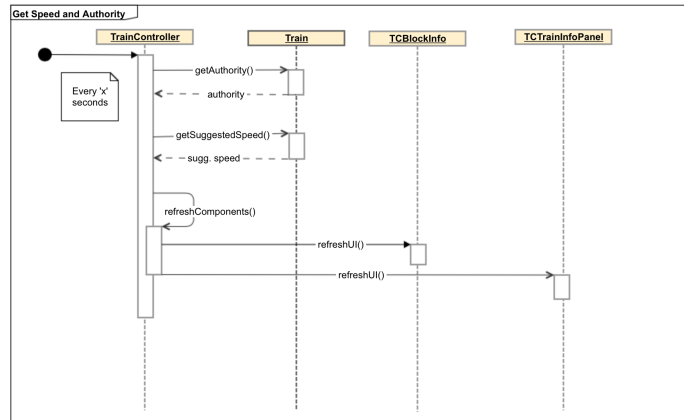 Get Speed and Authority
TrainController
Train
TCBlockInfo
TCTrainInfoPanel
getAuthority()
Every 'x'
seconds
authority
getSuggestedSpeed()
sugg. speed
refreshComponents()
refreshUI()
refreshUI()